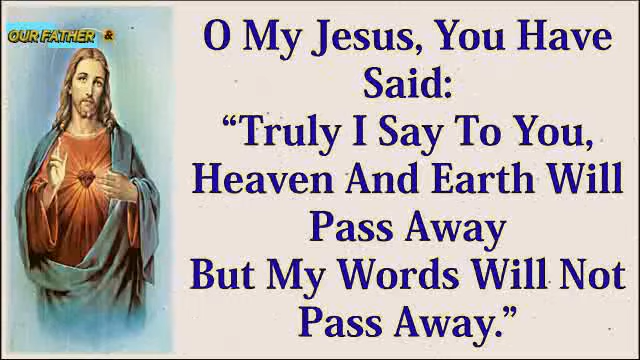 OUR FATHER &
O My Jesus, You Have
Said:
“Truly I Say To You,
Heaven And Earth Will
Pass Away
But My Words Will Not
Pass Away.”